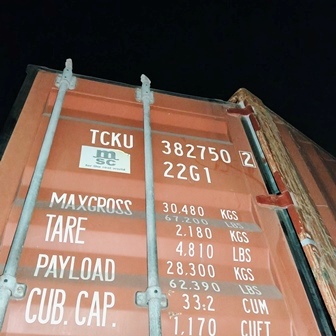 TCKU 382750 2
m
SC
22G1
MAXGROSS 30.480 KGS
67.200 LBS
TARE 2.180 KGS
4.810 LBS
PAYLOAD 28.300 KGS
62.390 LBS
CUB. CAP. 33.2 CUM
1.170 CUFT